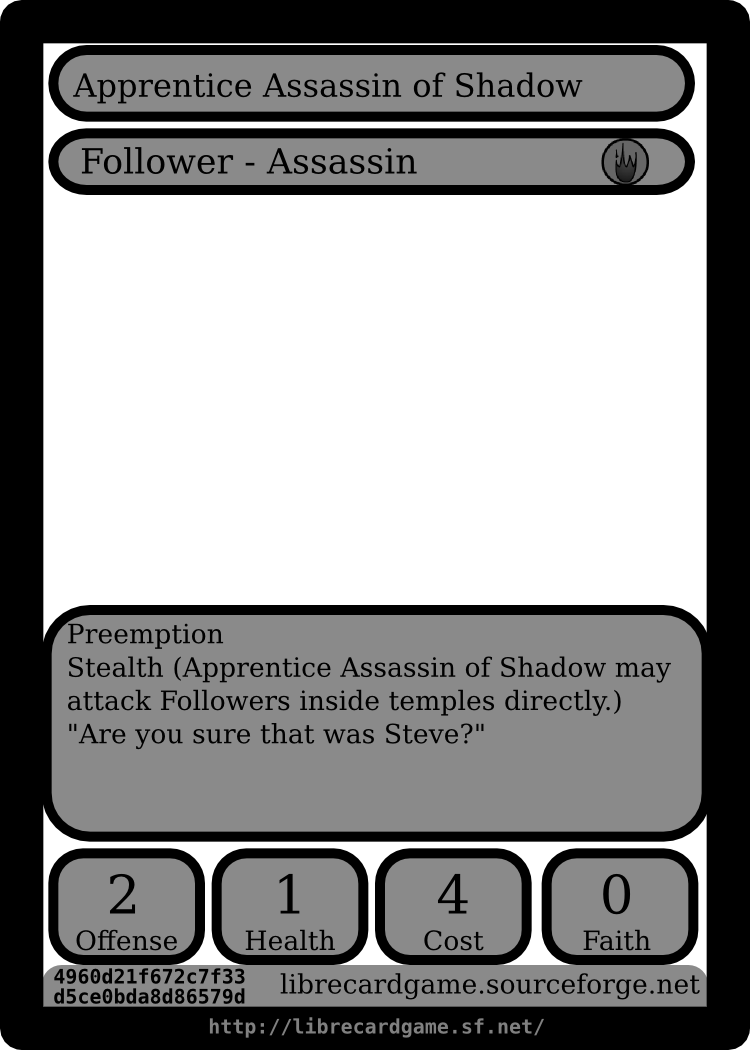 Apprentice Assassin of Shadow
Follower - Assassin
Preemption
Stealth (Apprentice Assassin of Shadow may
attack Followers inside temples directly.)
"Are you sure that was Steve?"
2 1 4 0
Offense Health Cost Faith
4960d21f672c7f33
d5ce0bda8d86579d
librecardgame.sourceforge.net
http://librecardgame.sf.net/